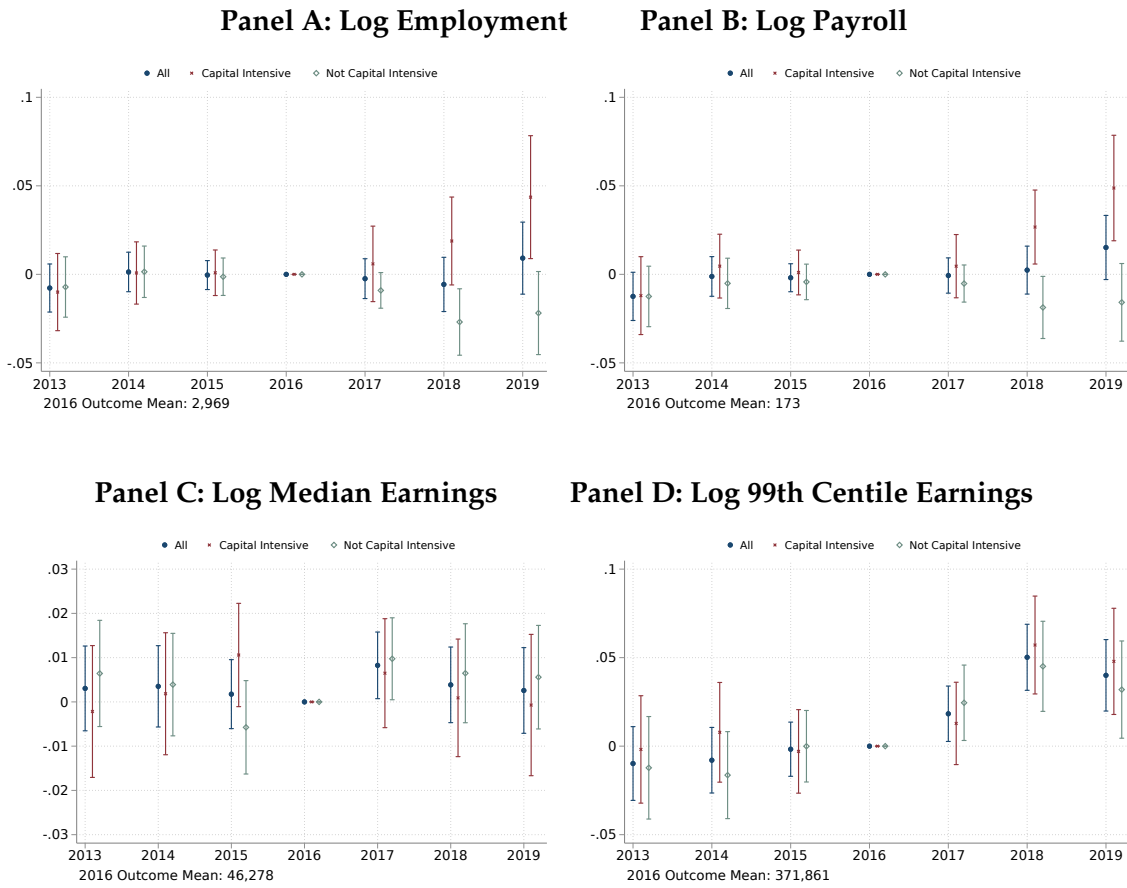 Panel A: Log Employment
All Capital Intensive Not Capital Intensive
.1
.05
0
-.05
2013 2014 2015 2016 2017 2018 2019
2016 Outcome Mean: 2,969
Panel B: Log Payroll
All Capital Intensive Not Capital Intensive
.1
.05
0
-.05
2013 2014 2015 2016 2017 2018 2019
2016 Outcome Mean: 173
Panel C: Log Median Earnings
All Capital Intensive Not Capital Intensive
.03
.02
.01
0
-.01
-.02
-.03
2013 2014 2015 2016 2017 2018 2019
2016 Outcome Mean: 46,278
Panel D: Log 99th Centile Earnings
All Capital Intensive Not Capital Intensive
.1
.05
0
-.05
2013 2014 2015 2016 2017 2018 2019
2016 Outcome Mean: 371,861